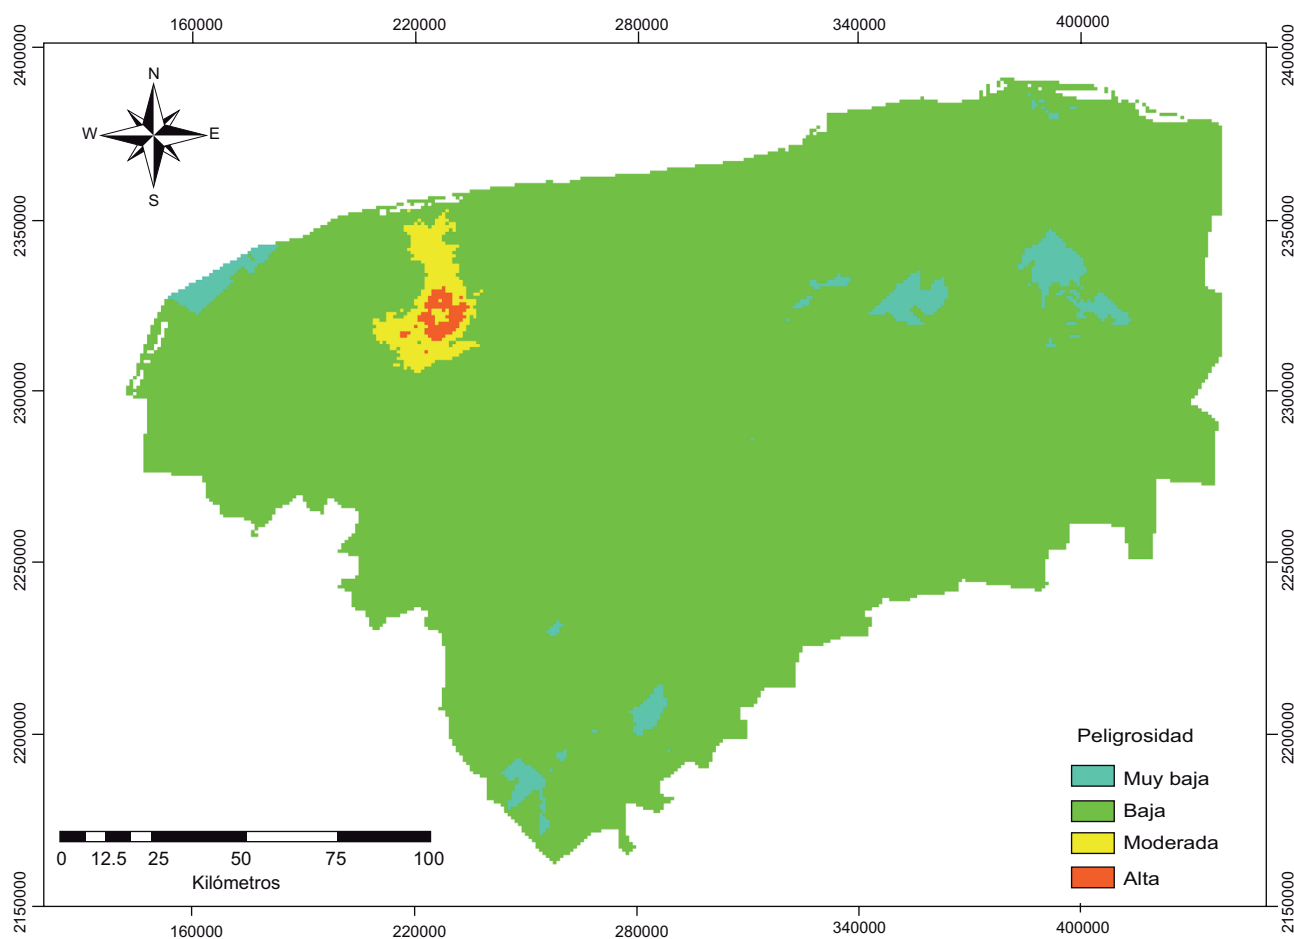 160000 220000 280000 340000 400000
2400000 2400000
N
W E
S
2350000 2350000
2300000 2300000
2250000 2250000
2200000 2200000
Peligrosidad
Muy baja
Baja
Moderada
Alta
0 12.5 25 50 75 100
Kilómetros
2150000 2150000
160000 220000 280000 340000 400000